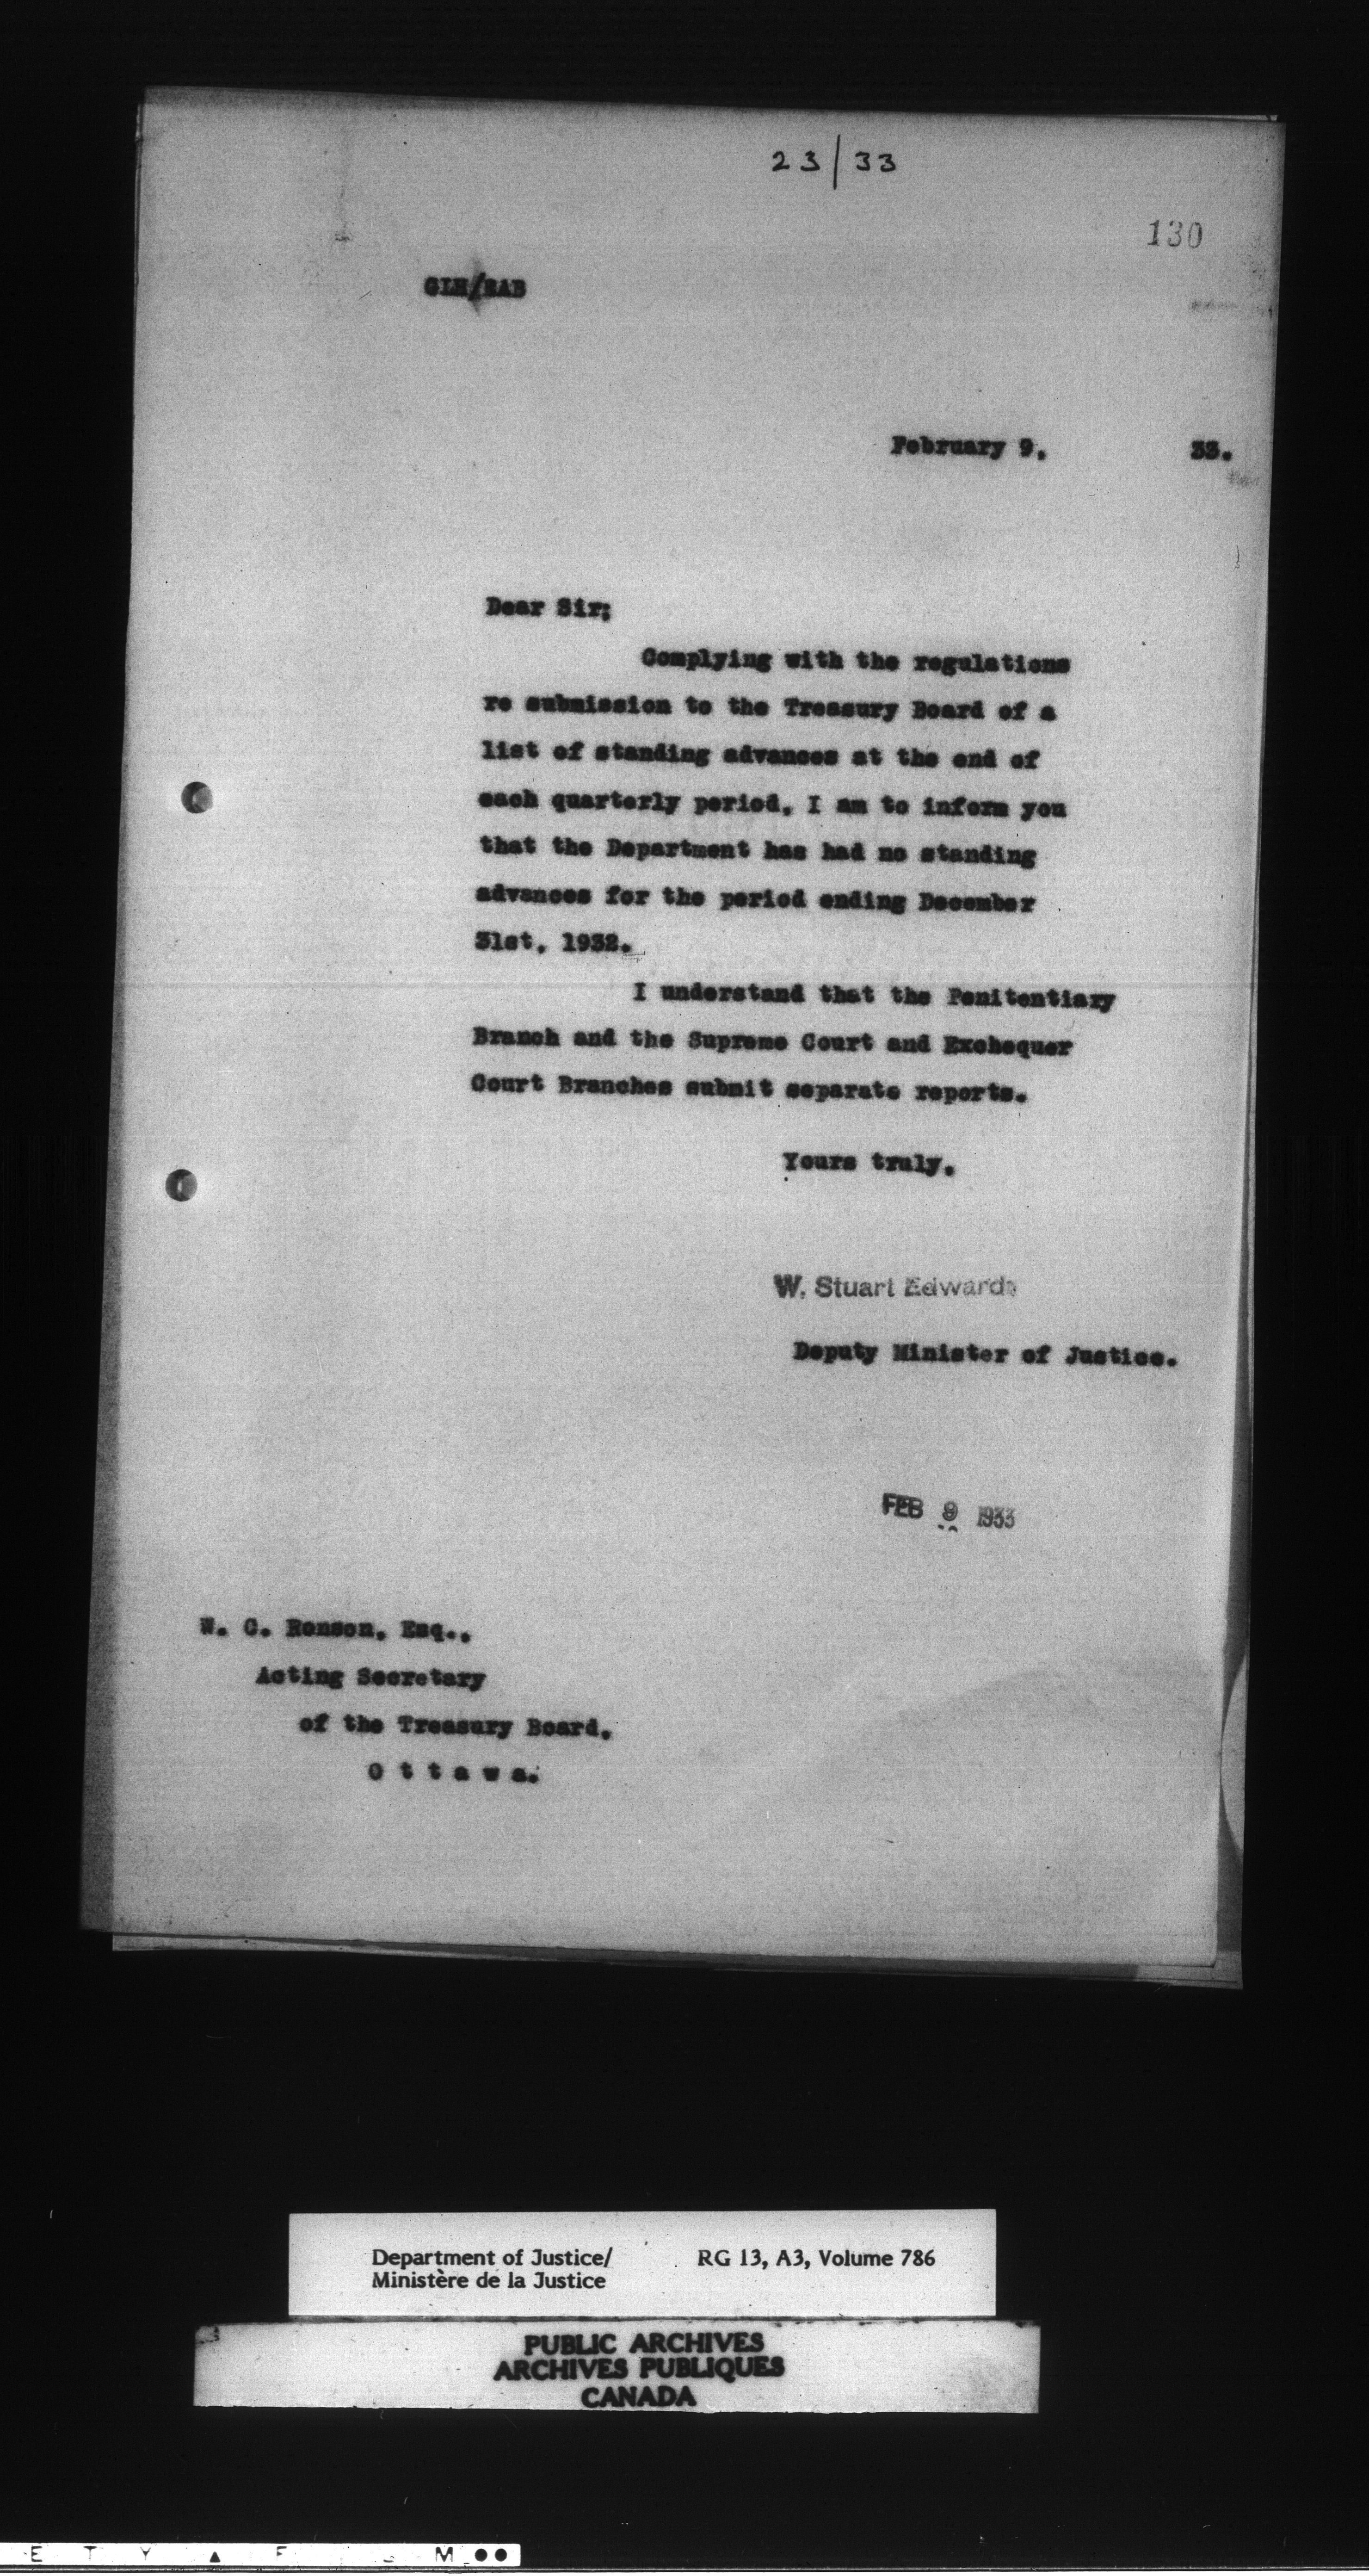 23/33
130
GLH/EAB
February 9, 33.
Dear Sir;
Complying with the regulations
re submission to the Treasury Board of a
list of standing advances at the end of
each quarterly period, I am to inform you
that the Department has had no standing
advances for the period ending December
31st, 1932.
I understand that the Penitentiary
Branch and the Supreme Court and Exchequer
Court Branches submit separate reports.
Yours truly,
W. Stuart Edwards
Deputy Minister of Justice.
FEB 9 1933
W. C. Ronson, Esq.,
Acting Secretary
of the Treasury Board,
O t t a w a.
Department of Justice/ RG 13, A3, Volume 786
Ministère de la Justice
PUBLIC ARCHIVES
ARCHIVES PUBLIQUES
CANADA